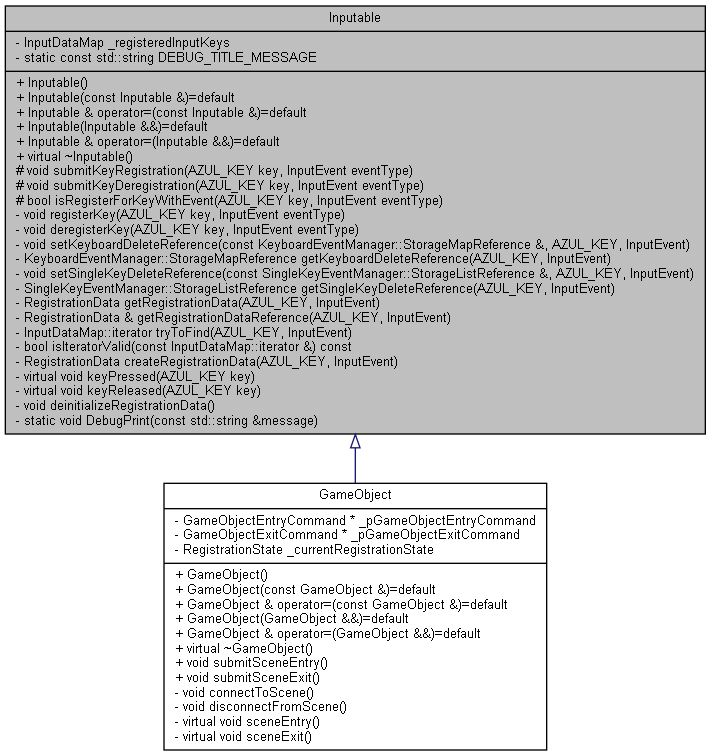 Inputable
- InputDataMap _registeredInputKeys
- static const std::string DEBUG_TITLE_MESSAGE
+ Inputable()
+ Inputable(const Inputable &)=default
+ Inputable & operator=(const Inputable &)=default
+ Inputable(Inputable &&)=default
+ Inputable & operator=(Inputable &&)=default
+ virtual ~Inputable()
# void submitKeyRegistration(AZUL_KEY key, InputEvent eventType)
# void submitKeyDeregistration(AZUL_KEY key, InputEvent eventType)
# bool isRegisterForKeyWithEvent(AZUL_KEY key, InputEvent eventType)
- void registerKey(AZUL_KEY key, InputEvent eventType)
- void deregisterKey(AZUL_KEY key, InputEvent eventType)
- void setKeyboardDeleteReference(const KeyboardEventManager::StorageMapReference &, AZUL_KEY, InputEvent)
- KeyboardEventManager::StorageMapReference getKeyboardDeleteReference(AZUL_KEY, InputEvent)
- void setSingleKeyDeleteReference(const SingleKeyEventManager::StorageListReference &, AZUL_KEY, InputEvent)
- SingleKeyEventManager::StorageListReference getSingleKeyDeleteReference(AZUL_KEY, InputEvent)
- RegistrationData getRegistrationData(AZUL_KEY, InputEvent)
- RegistrationData & getRegistrationDataReference(AZUL_KEY, InputEvent)
- InputDataMap::iterator tryToFind(AZUL_KEY, InputEvent)
- bool isIteratorValid(const InputDataMap::iterator &) const
- RegistrationData createRegistrationData(AZUL_KEY, InputEvent)
- virtual void keyPressed(AZUL_KEY key)
- virtual void keyReleased(AZUL_KEY key)
- void deinitializeRegistrationData()
- static void DebugPrint(const std::string &message)
GameObject
- GameObjectEntryCommand * _pGameObjectEntryCommand
- GameObjectExitCommand * _pGameObjectExitCommand
- RegistrationState _currentRegistrationState
+ GameObject()
+ GameObject(const GameObject &)=default
+ GameObject & operator=(const GameObject &)=default
+ GameObject(GameObject &&)=default
+ GameObject & operator=(GameObject &&)=default
+ virtual ~GameObject()
+ void submitSceneEntry()
+ void submitSceneExit()
- void connectToScene()
- void disconnectFromScene()
- virtual void sceneEntry()
- virtual void sceneExit()